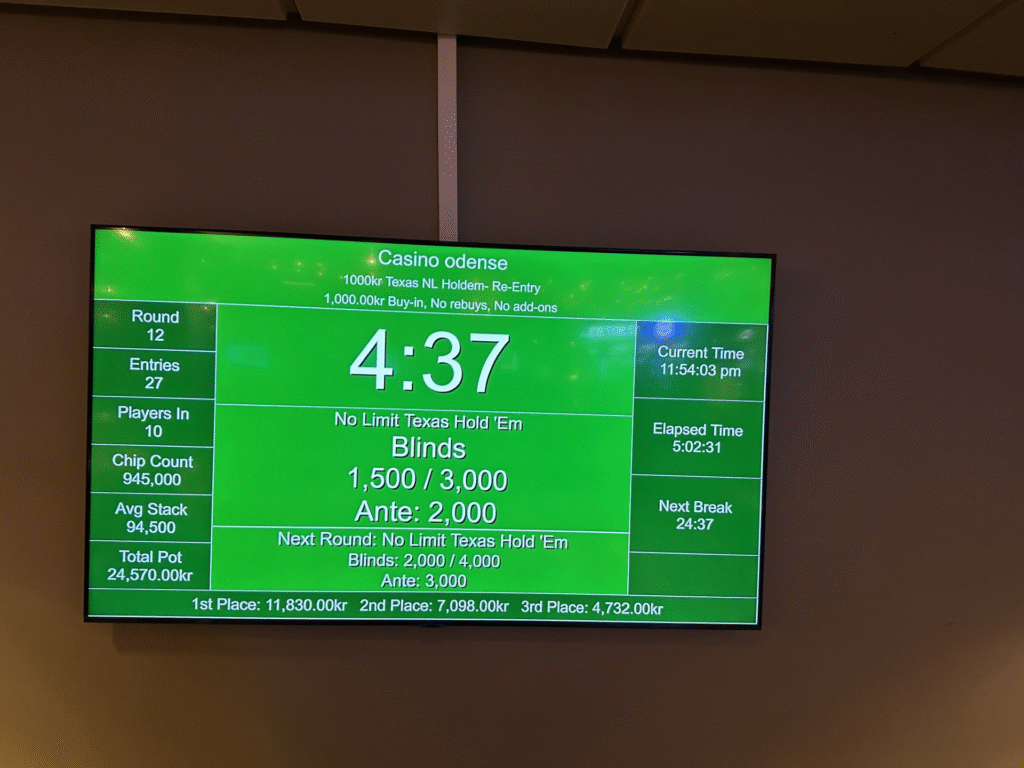 Casino odense
1000kr Texas NL Holdem- Re-Entry
1,000.00kr Buy-in, No rebuys, No add-ons
Round
12
Entries
27
Players In
10
Chip Count
945,000
Avg Stack
94,500
Total Pot
24,570.00kr
4:37
No Limit Texas Hold 'Em
Blinds
1,500 / 3,000
Ante: 2,000
Next Round: No Limit Texas Hold 'Em
Blinds: 2,000 / 4,000
Ante: 3,000
Current Time
11:54:03 pm
Elapsed Time
5:02:31
Next Break
24:37
1st Place: 11,830.00kr 2nd Place: 7,098.00kr 3rd Place: 4,732.00kr